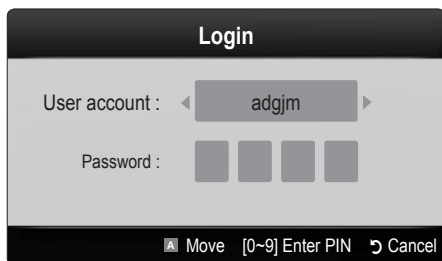 Login
User account : adgjm
Password :
A Move [0~9] Enter PIN Cancel